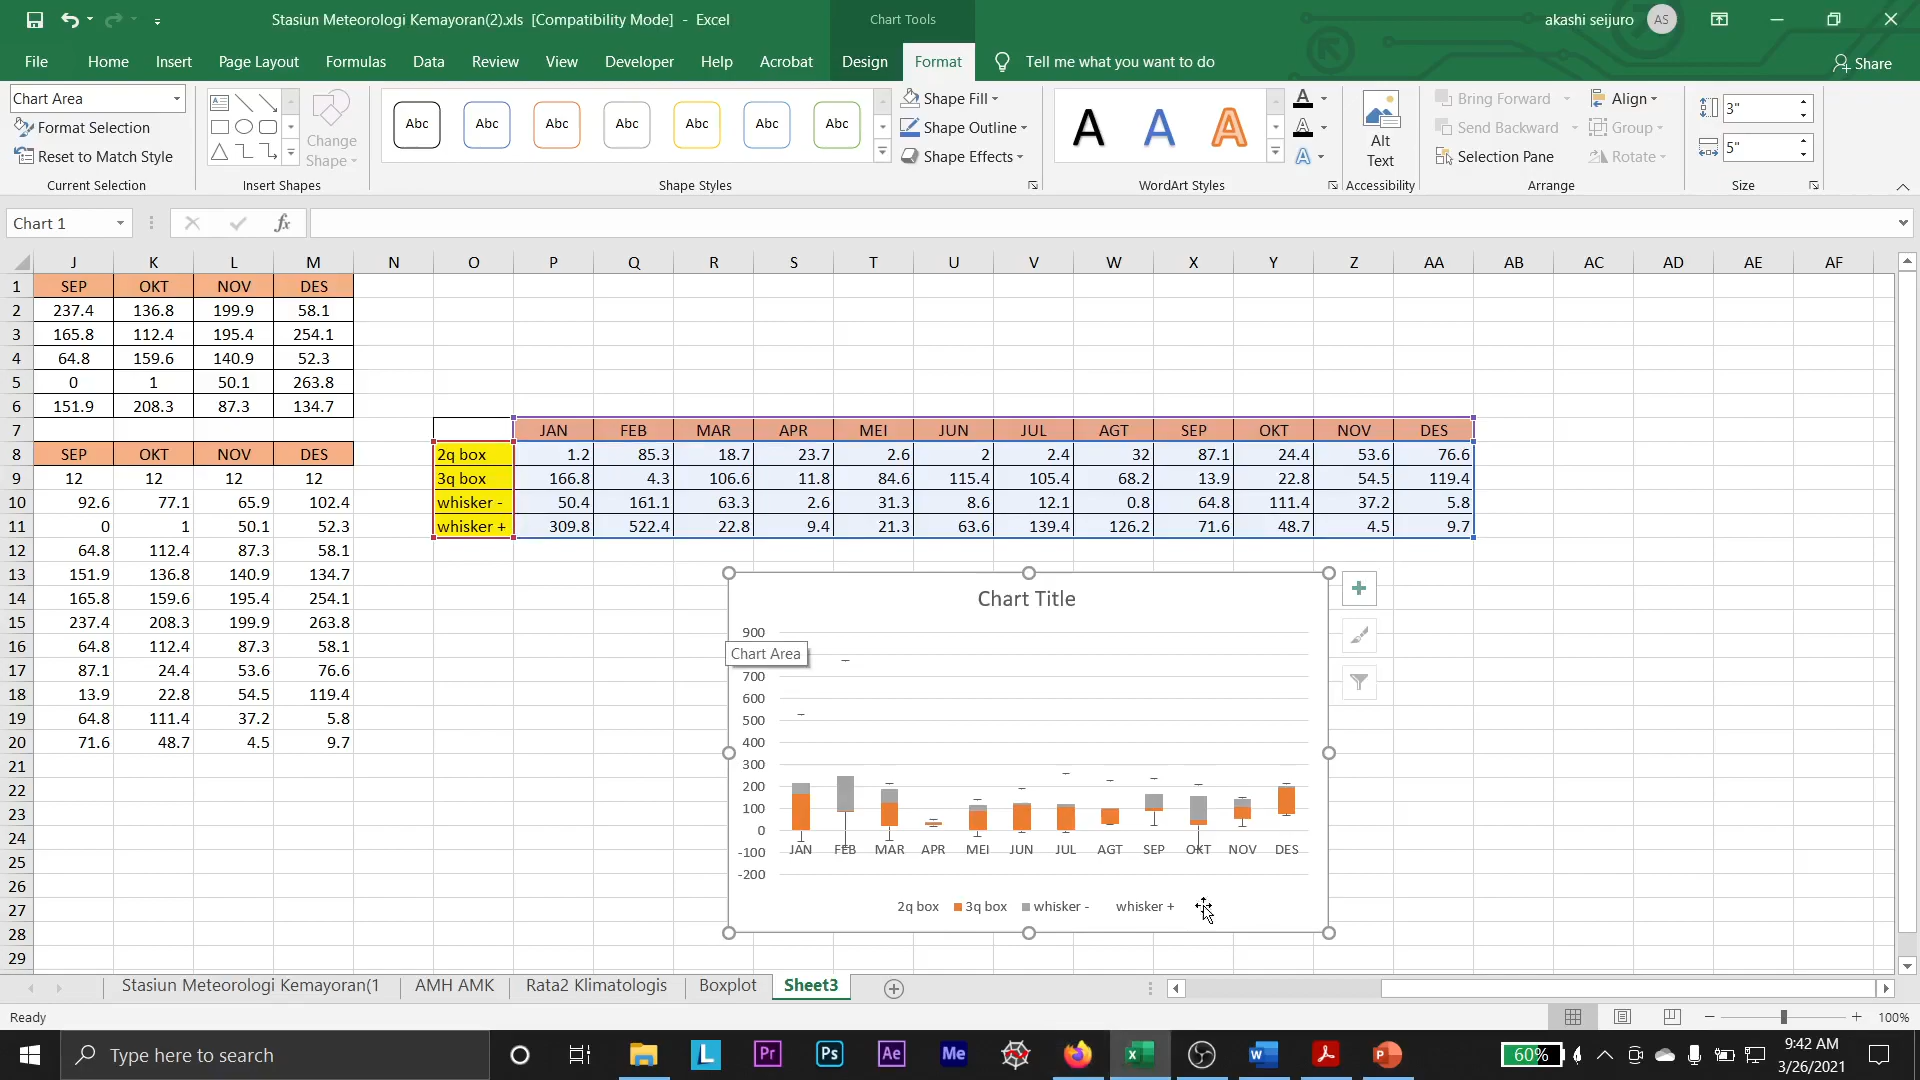 Stasiun Meteorologi Kemayoran(2).xls [Compatibility Mode] - Excel
Chart Tools
akashi seijuro AS
File Home Insert Page Layout Formulas Data Review View Developer Help Acrobat Design Format Tell me what you want to do Share
Chart Area
Format Selection
Reset to Match Style
Current Selection
Change Shape
Insert Shapes
Abc Abc Abc Abc Abc Abc Abc
Shape Fill
Shape Outline
Shape Effects
Shape Styles
A A A
WordArt Styles
Alt Text
Accessibility
Bring Forward
Send Backward
Selection Pane
Align
Group
Rotate
Arrange
3"
5"
Size
Chart 1 fx
J K L M N O P Q R S T U V W X Y Z AA AB AC AD AE AF
1 SEP OKT NOV DES
2 237.4 136.8 199.9 58.1
3 165.8 112.4 195.4 254.1
4 64.8 159.6 140.9 52.3
5 0 1 50.1 263.8
6 151.9 208.3 87.3 134.7
7 JAN FEB MAR APR MEI JUN JUL AGT SEP OKT NOV DES
8 SEP OKT NOV DES 2q box 1.2 85.3 18.7 23.7 2.6 2 2.4 32 87.1 24.4 53.6 76.6
9 12 12 12 12 3q box 166.8 4.3 106.6 11.8 84.6 115.4 105.4 68.2 13.9 22.8 54.5 119.4
10 92.6 77.1 65.9 102.4 whisker - 50.4 161.1 63.3 2.6 31.3 8.6 12.1 0.8 64.8 111.4 37.2 5.8
11 0 1 50.1 52.3 whisker + 309.8 522.4 22.8 9.4 21.3 63.6 139.4 126.2 71.6 48.7 4.5 9.7
12 64.8 112.4 87.3 58.1
13 151.9 136.8 140.9 134.7
14 165.8 159.6 195.4 254.1
15 237.4 208.3 199.9 263.8
16 64.8 112.4 87.3 58.1
17 87.1 24.4 53.6 76.6
18 13.9 22.8 54.5 119.4
19 64.8 111.4 37.2 5.8
20 71.6 48.7 4.5 9.7
21
22
23
24
25
26
27
28
29
Chart Title
900
Chart Area
700
600
500
400
300
200
100
0
-100
-200
JAN FEB MAR APR MEI JUN JUL AGT SEP OKT NOV DES
2q box 3q box whisker - whisker +
Stasiun Meteorologi Kemayoran(1 AMH AMK Rata2 Klimatologis Boxplot Sheet3
Ready
100%
Type here to search
L Pr Ps Ae Me
60%
9:42 AM
3/26/2021